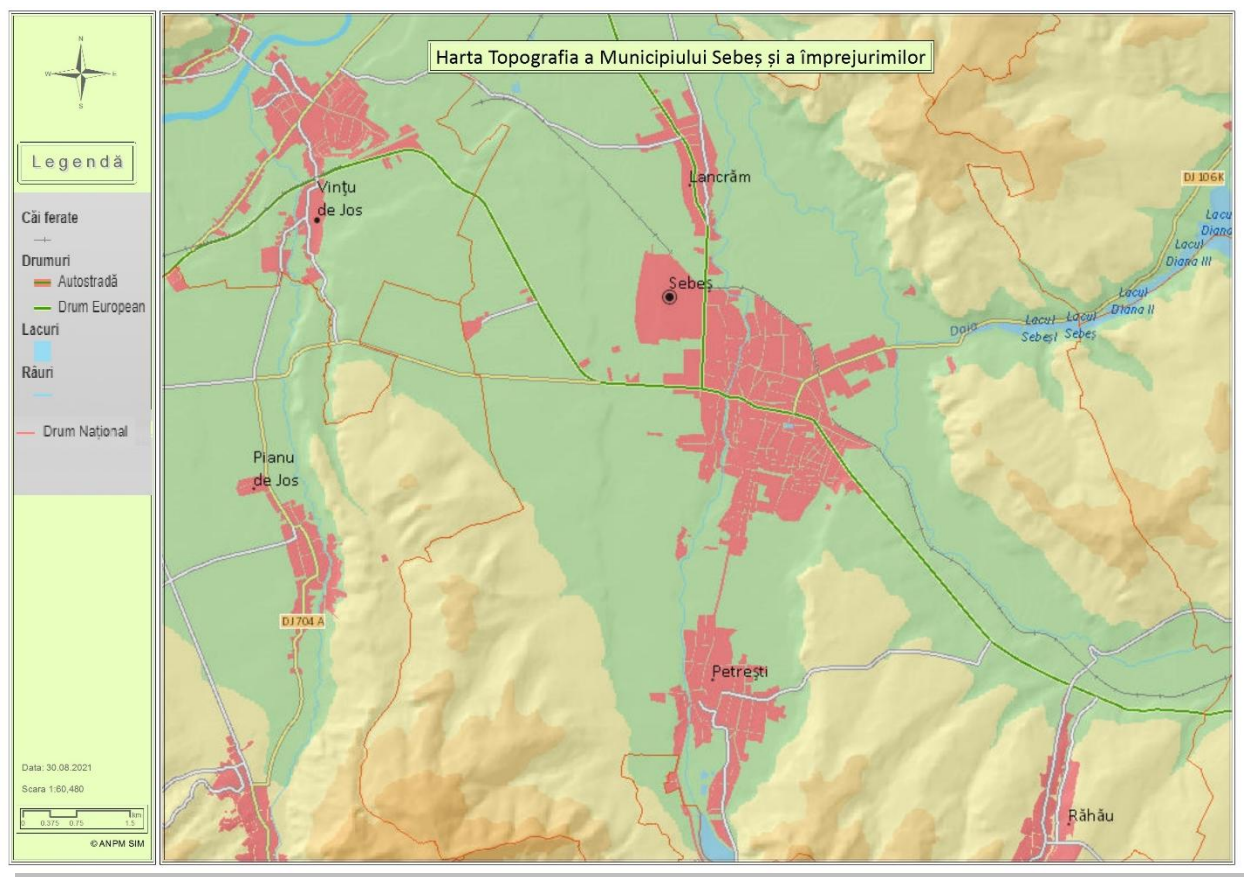 Harta Topografia a Municipiului Sebeș și a împrejurimilor
N
W
E
S
Legendă
Căi ferate
Drumuri
Autostradă
Drum European
Lacuri
Râuri
Drum Național
Data: 30.08.2021
Scara 1:60,480
km
0 0.375 0.75 1.5
© ANPM SIM
Vințu
de Jos
Lancrăm
DJ 106K
Sebeș
Lacu
Diana
Lacul
Diana III
Lacul
Diana II
Lacul
Sebeșl
Lacul
Sebeș
Daia
Pianu
de Jos
DJ 704 A
Petrești
Răhău